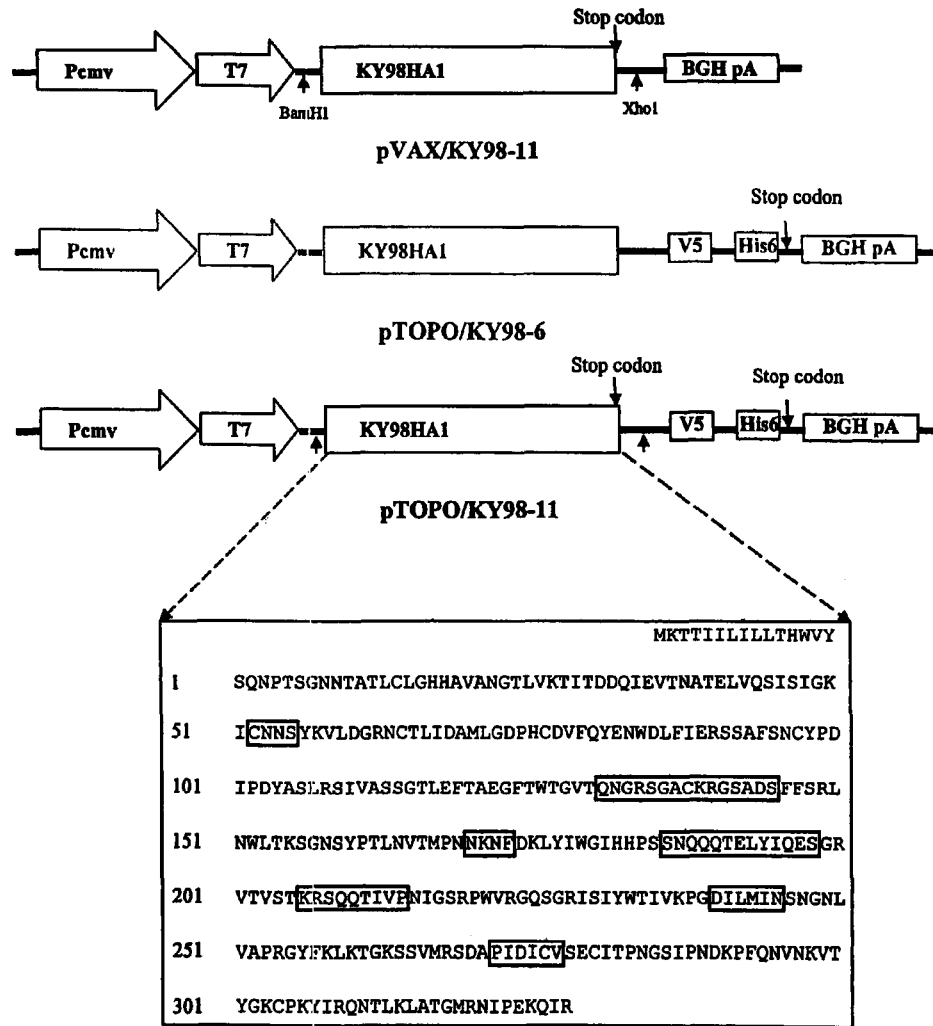 Stop codon
Pcmv T7 KY98HA1 BGH pA
BamH1 Xho1
pVAX/KY98-11
Stop codon
Pcmv T7 KY98HA1 V5 His6 BGH pA
pTOPO/KY98-6
Stop codon Stop codon
Pcmv T7 KY98HA1 V5 His6 BGH pA
pTOPO/KY98-11
MKTTIILILLTHWVY
1 SQNPTSGNNTATLCLGHHAVANGTLVKTITDDQIEVTNATELVQSISIGK
51 ICNNSYKVLDGRNCTLIDAMLGDPHCDVFQYENWDLFIERSSAFSNCYPD
101 IPDYASLRSIVASSGTLEFTAEGFTWTGVTQNGRSGACKRGSADSFFSRL
151 NWLTKSGNSYPTLNVTMPNNKNFDKLYIWGIHHPSSNQQQTELYIQESGR
201 VTVSTKRSQQTIVPNIGSRPWVRGQSGRISIYWTIVKPGDILMINSNGNL
251 VAPRGYFKLKTGKSSVMRSDAPIDICVSECITPNGSIPNDKPFQNVNKVT
301 YGKCPKYIRQNTLKLATGMRNIPEKQIR